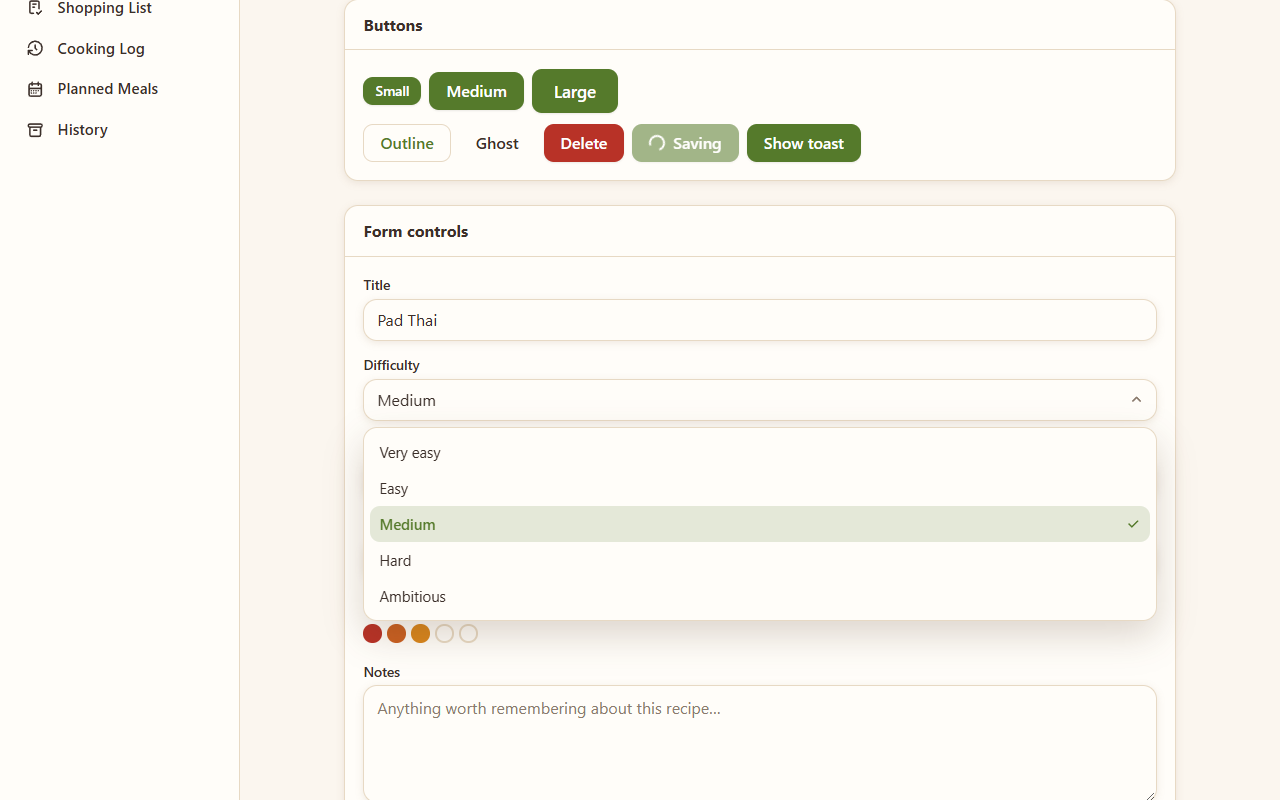 Shopping List
Cooking Log
Planned Meals
History
Buttons
Small Medium Large
Outline Ghost Delete Saving Show toast
Form controls
Title
Pad Thai
Difficulty
Medium
Very easy
Easy
Medium
Hard
Ambitious
Notes
Anything worth remembering about this recipe...